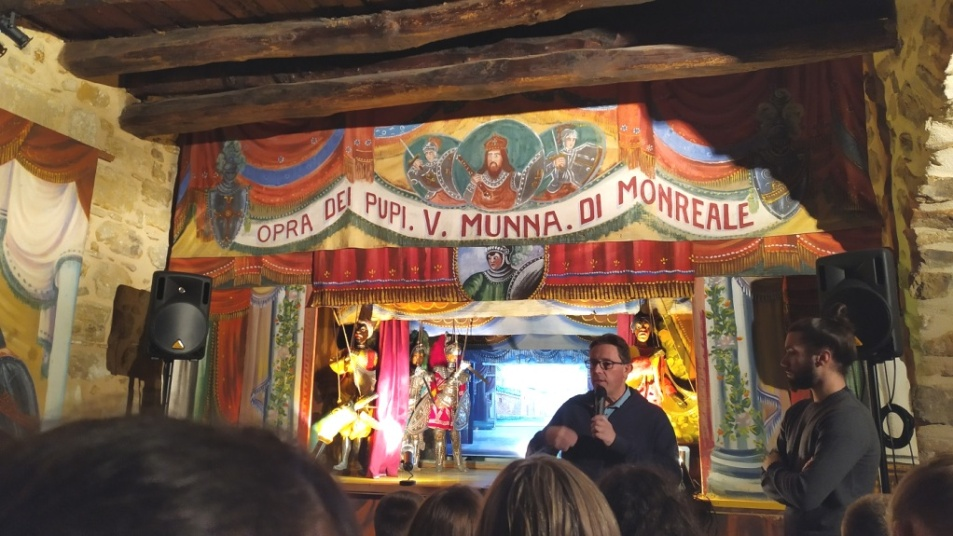 OPRA DEI PUPI. V. MUNNA. DI MONREALE